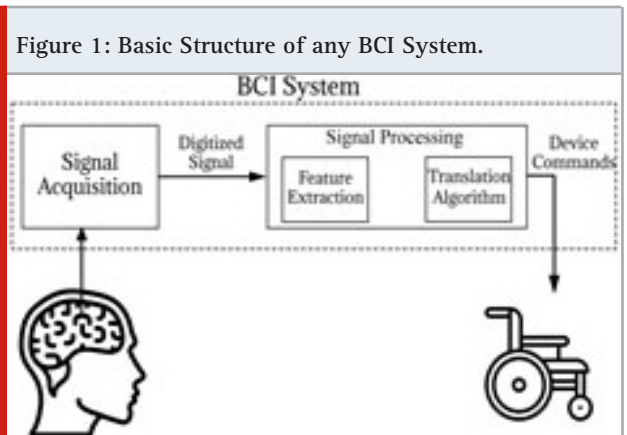 Figure 1: Basic Structure of any BCI System.
BCI System
Signal
Acquisition
Digitized
Signal
Signal Processing
Feature
Extraction
Translation
Algorithm
Device
Commands